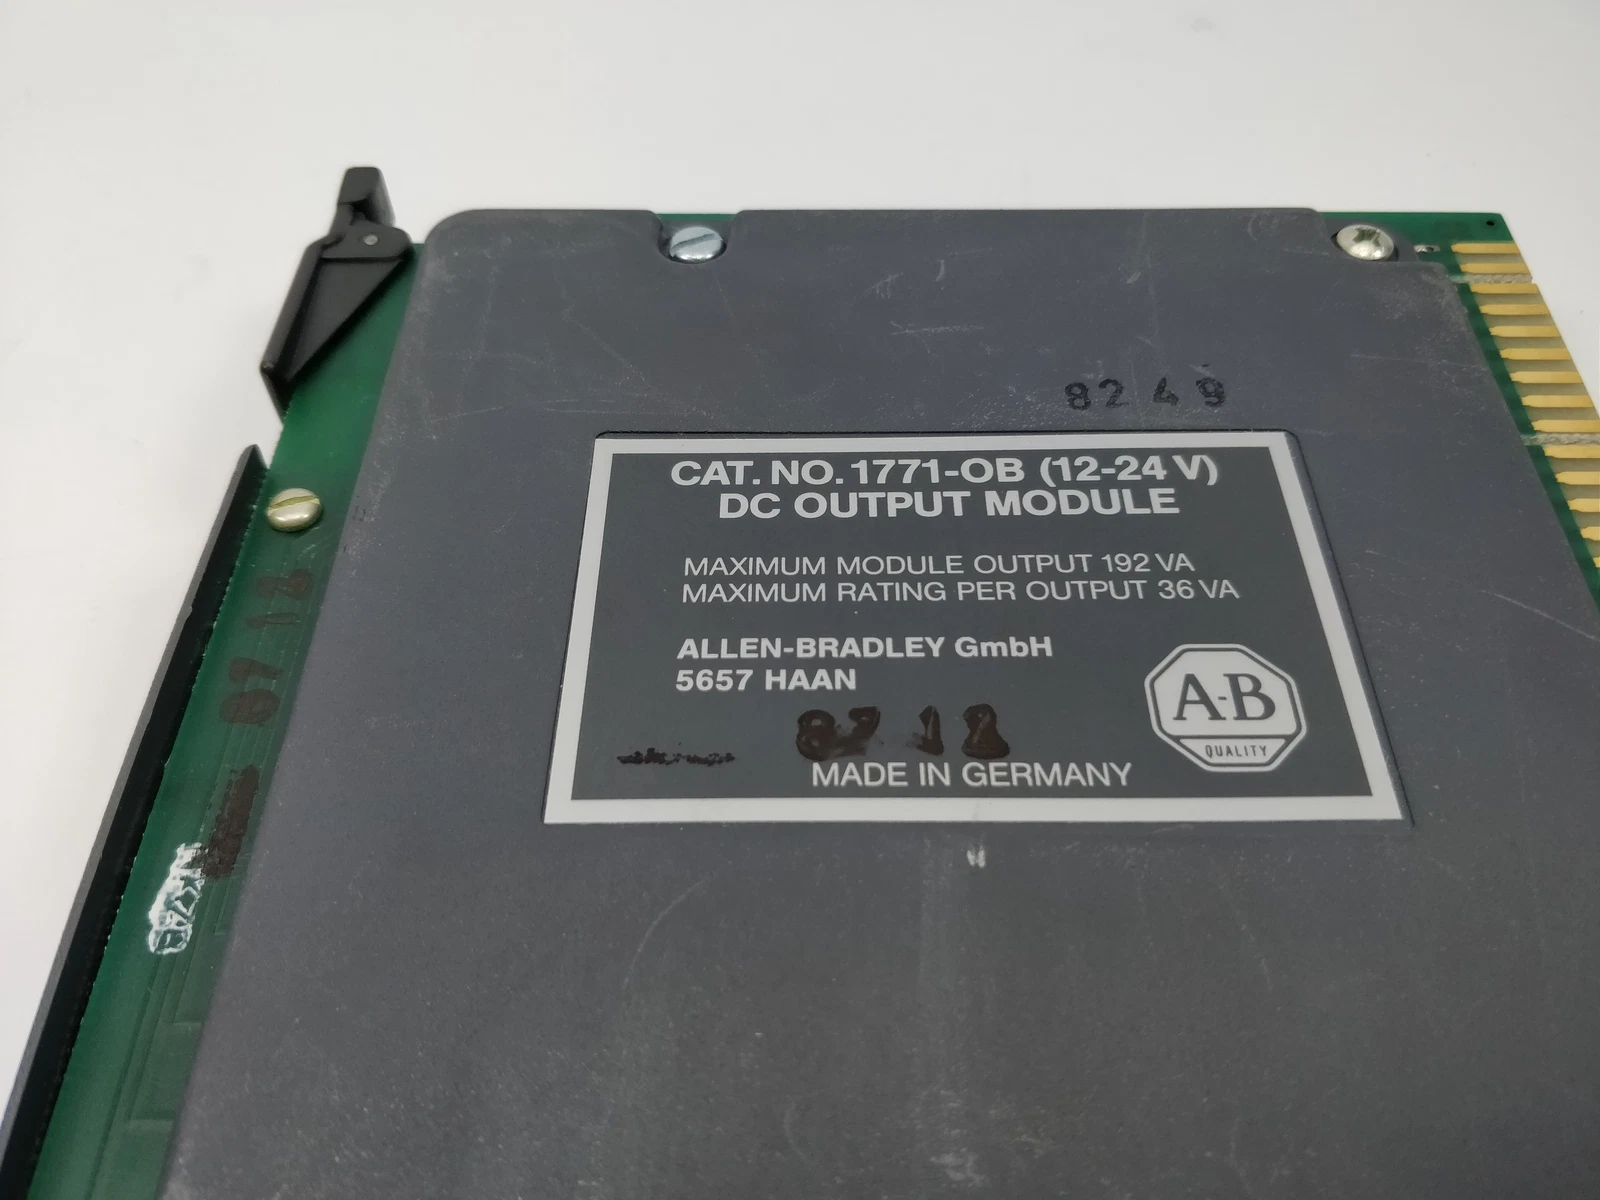 8249
CAT. NO. 1771-OB (12-24 V)
DC OUTPUT MODULE
MAXIMUM MODULE OUTPUT 192 VA
MAXIMUM RATING PER OUTPUT 36 VA
ALLEN-BRADLEY GmbH
5657 HAAN
A-B
QUALITY
MADE IN GERMANY